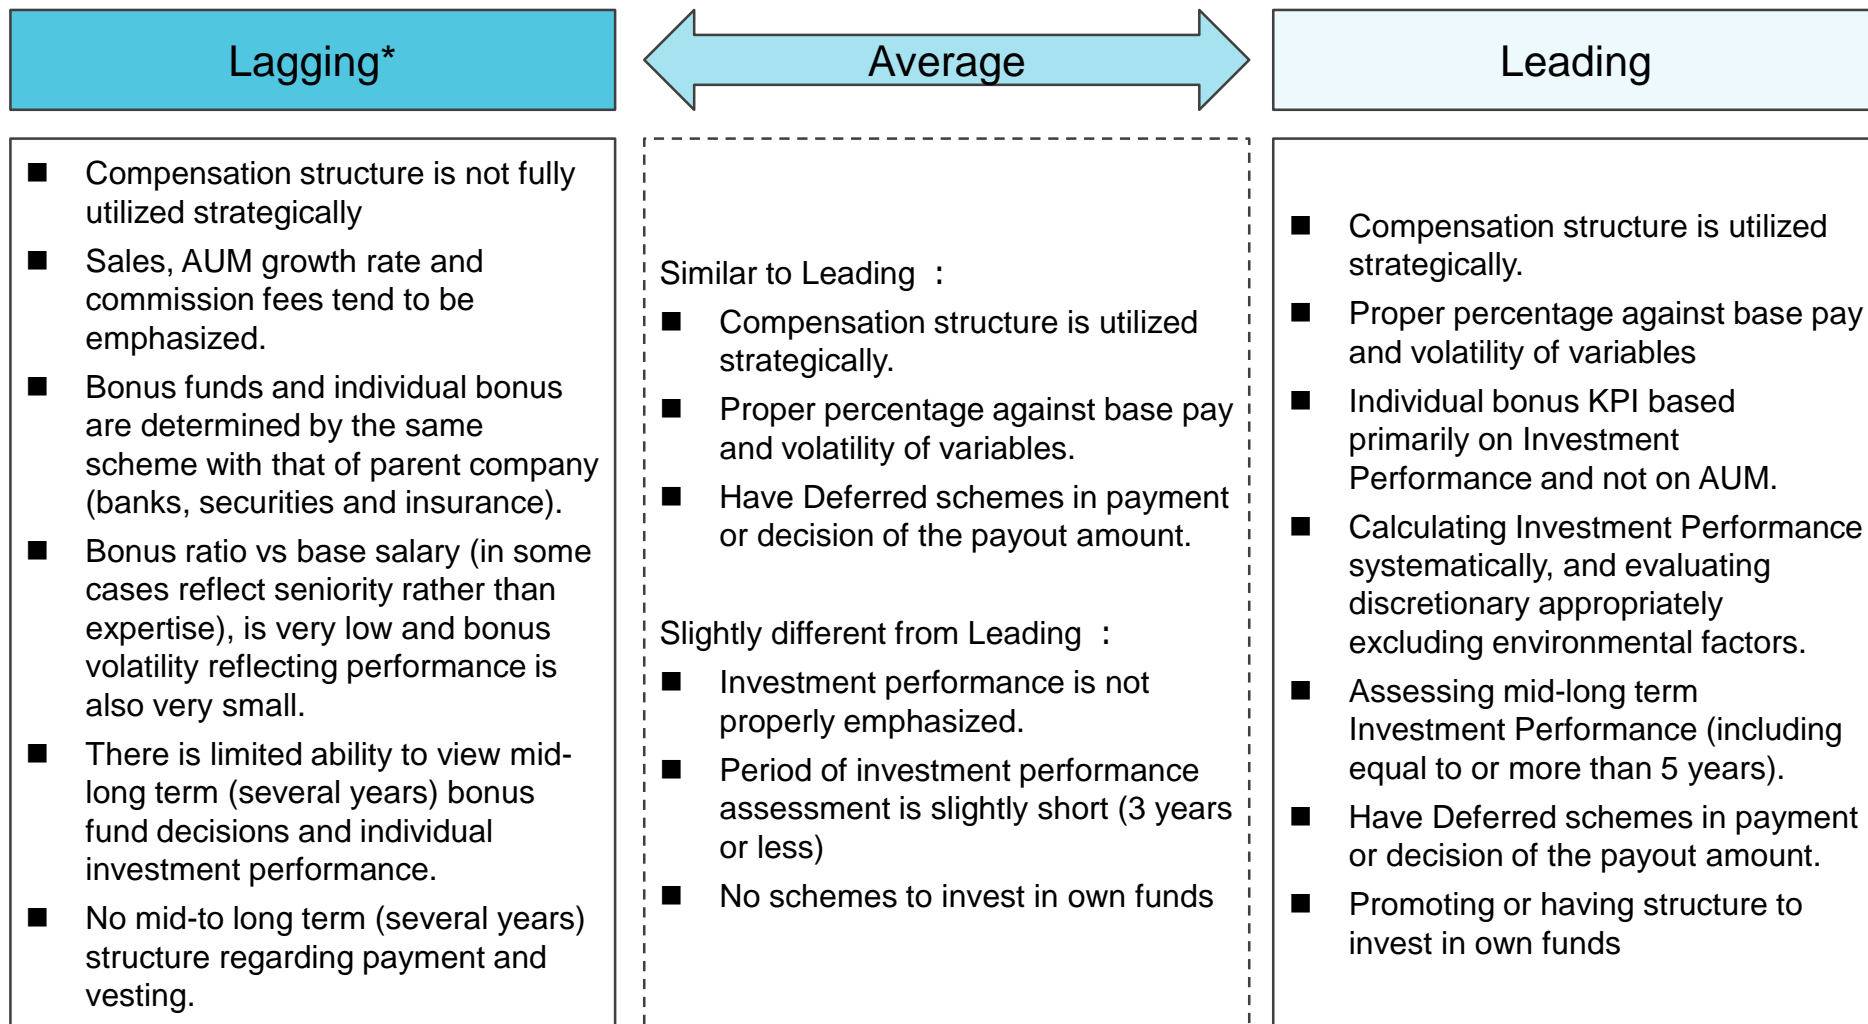 Lagging*
Average
Leading
■ Compensation structure is not fully
utilized strategically
■ Sales, AUM growth rate and
commission fees tend to be
emphasized.
■ Bonus funds and individual bonus
are determined by the same
scheme with that of parent company
(banks, securities and insurance).
■ Bonus ratio vs base salary (in some
cases reflect seniority rather than
expertise), is very low and bonus
volatility reflecting performance is
also very small.
■ There is limited ability to view mid-
long term (several years) bonus
fund decisions and individual
investment performance.
■ No mid-to long term (several years)
structure regarding payment and
vesting.
Similar to Leading :
■ Compensation structure is utilized
strategically.
■ Proper percentage against base pay
and volatility of variables.
■ Have Deferred schemes in payment
or decision of the payout amount.
Slightly different from Leading :
■ Investment performance is not
properly emphasized.
■ Period of investment performance
assessment is slightly short (3 years
or less)
■ No schemes to invest in own funds
■ Compensation structure is utilized
strategically.
■ Proper percentage against base pay
and volatility of variables
■ Individual bonus KPI based
primarily on Investment
Performance and not on AUM.
■ Calculating Investment Performance
systematically, and evaluating
discretionary appropriately
excluding environmental factors.
■ Assessing mid-long term
Investment Performance (including
equal to or more than 5 years).
■ Have Deferred schemes in payment
or decision of the payout amount.
■ Promoting or having structure to
invest in own funds